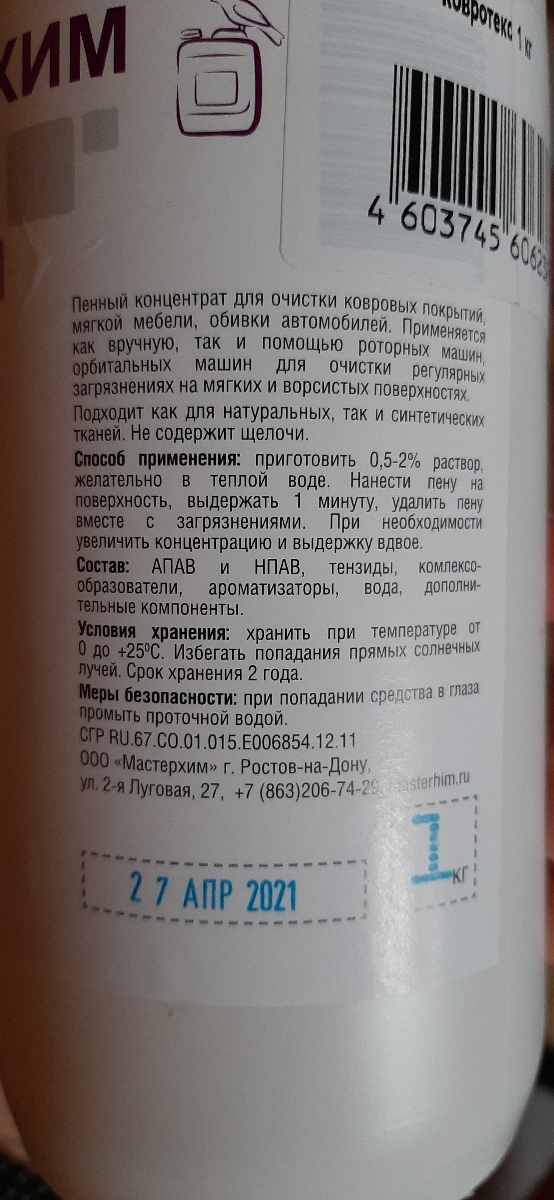 ХИМ
Ковротекс 1 кг
4 603745
Пенный концентрат для очистки ковровых покрытий,
мягкой мебели, обивки автомобилей. Применяется
как вручную, так и помощью роторных машин,
орбитальных машин для очистки регулярных
загрязнениях на мягких и ворсистых поверхностях.
Подходит как для натуральных, так и синтетических
тканей. Не содержит щелочи.
Способ применения: приготовить 0,5-2% раствор,
желательно в теплой воде. Нанести пену на
поверхность, выдержать 1 минуту, удалить пену
вместе с загрязнениями. При необходимости
увеличить концентрацию и выдержку вдвое.
Состав: АПАВ и НПАВ, тензиды, комлексо-
образователи, ароматизаторы, вода, дополни-
тельные компоненты.
Условия хранения: хранить при температуре от
0 до +25ºС. Избегать попадания прямых солнечных
лучей. Срок хранения 2 года.
Меры безопасности: при попадании средства в глаза
промыть проточной водой.
СГР RU.67.CO.01.015.E006854.12.11
ООО «Мастерхим» г. Ростов-на-Дону,
ул. 2-я Луговая, 27, +7 (863)206-74-29, masterhim.ru
1 кг
27 АПР 2021